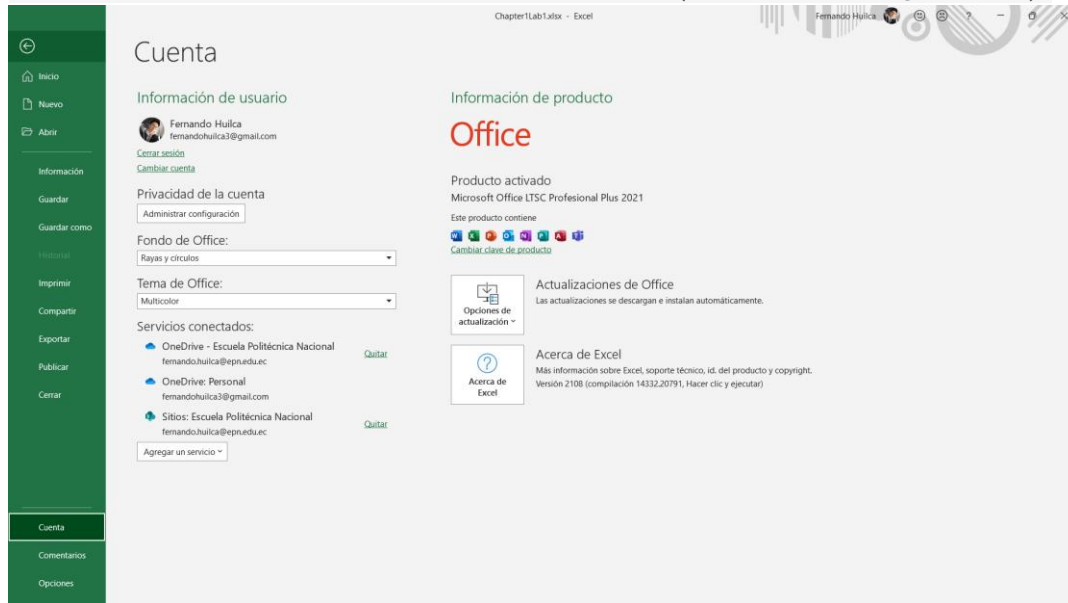 Chapter1Lab1.xlsx - Excel
Fernando Huilca
?
Inicio
Nuevo
Abrir
Información
Guardar
Guardar como
Historial
Imprimir
Compartir
Exportar
Publicar
Cerrar
Cuenta
Comentarios
Opciones
Cuenta
Información de usuario
Fernando Huilca
fernandohuilca3@gmail.com
Cerrar sesión
Cambiar cuenta
Privacidad de la cuenta
Administrar configuración
Fondo de Office:
Rayas y círculos
Tema de Office:
Multicolor
Servicios conectados:
OneDrive - Escuela Politécnica Nacional
fernando.huilca@epn.edu.ec
Quitar
OneDrive: Personal
fernandohuilca3@gmail.com
Sitios: Escuela Politécnica Nacional
fernando.huilca@epn.edu.ec
Quitar
Agregar un servicio
Información de producto
Office
Producto activado
Microsoft Office LTSC Profesional Plus 2021
Este producto contiene
Cambiar clave de producto
Opciones de
actualización
Actualizaciones de Office
Las actualizaciones se descargan e instalan automáticamente.
?
Acerca de
Excel
Acerca de Excel
Más información sobre Excel, soporte técnico, id. del producto y copyright.
Versión 2108 (compilación 14332.20791, Hacer clic y ejecutar)